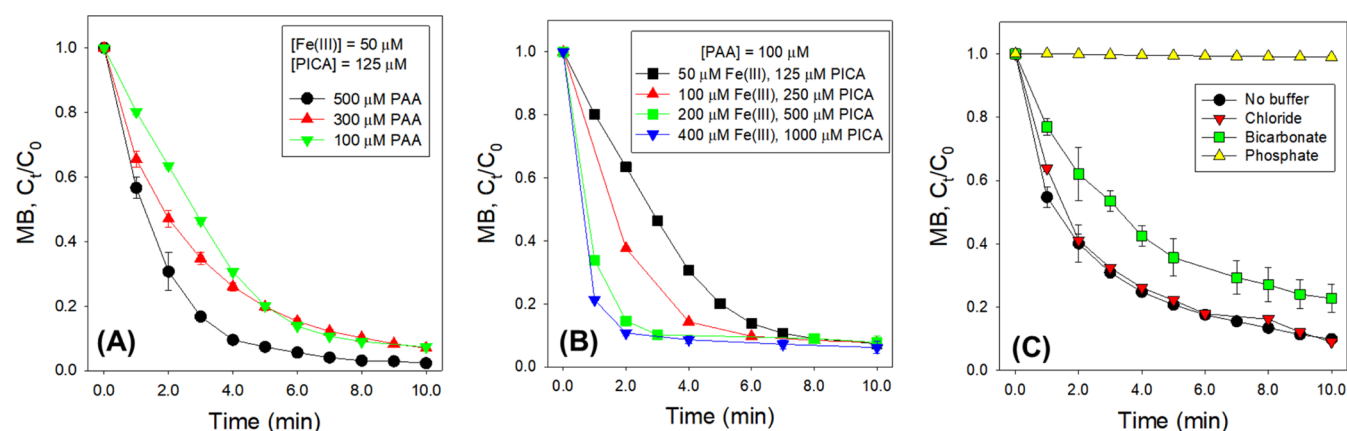 MB, Cₜ/C₀
1.0
0.8
0.6
0.4
0.2
0.0
[Fe(III)] = 50 μM
[PICA] = 125 μM
500 μM PAA
300 μM PAA
100 μM PAA
(A)
0.0 2.0 4.0 6.0 8.0 10.0
Time (min)
MB, Cₜ/C₀
1.0
0.8
0.6
0.4
0.2
0.0
[PAA] = 100 μM
50 μM Fe(III), 125 μM PICA
100 μM Fe(III), 250 μM PICA
200 μM Fe(III), 500 μM PICA
400 μM Fe(III), 1000 μM PICA
(B)
0.0 2.0 4.0 6.0 8.0 10.0
Time (min)
MB, Cₜ/C₀
1.0
0.8
0.6
0.4
0.2
0.0
No buffer
Chloride
Bicarbonate
Phosphate
(C)
0.0 2.0 4.0 6.0 8.0 10.0
Time (min)